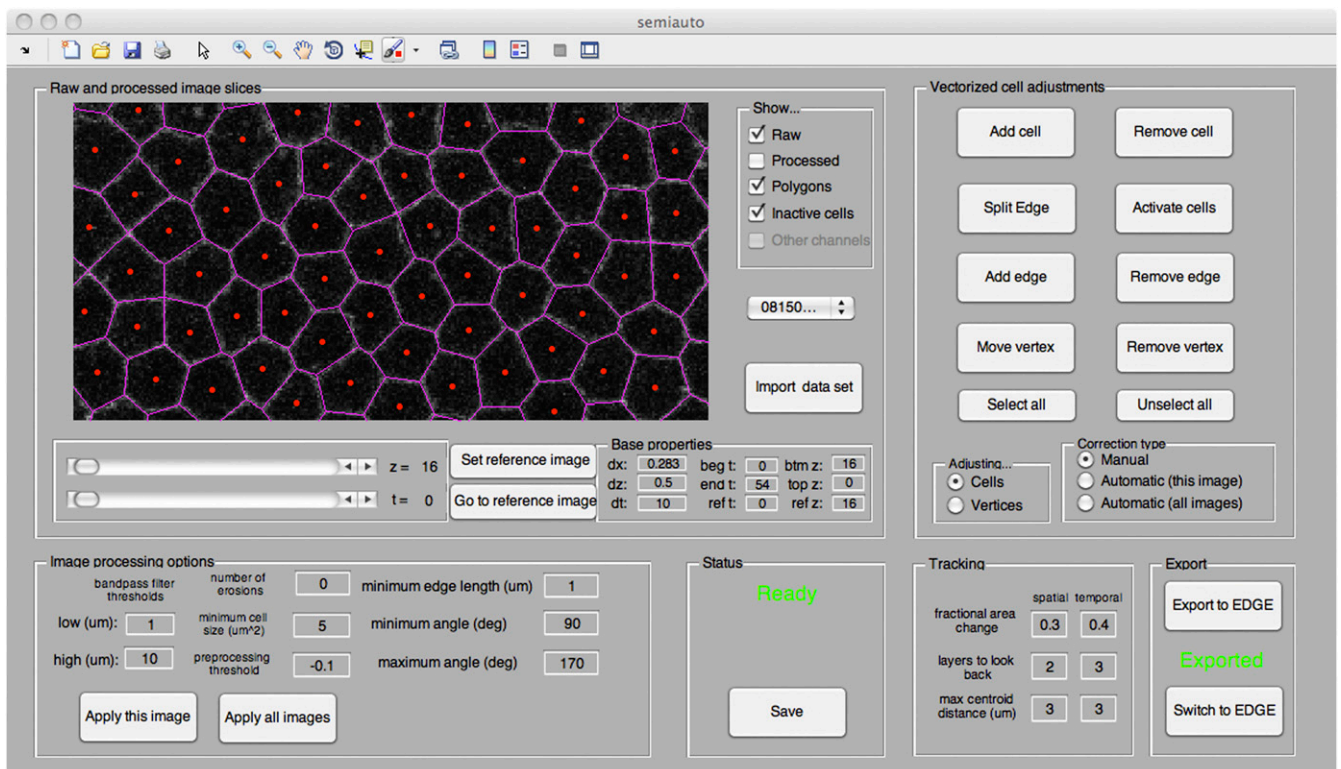 semiauto
Raw and processed image slices
Show...
Raw
Processed
Polygons
Inactive cells
Other channels
08150...
Import data set
z = 16
t = 0
Set reference image
Go to reference image
Base properties
dx: 0.283 beg t: 0 btm z: 16
dz: 0.5 end t: 54 top z: 0
dt: 10 ref t: 0 ref z: 16
Vectorized cell adjustments
Add cell Remove cell
Split Edge Activate cells
Add edge Remove edge
Move vertex Remove vertex
Select all Unselect all
Adjusting...
Cells
Vertices
Correction type
Manual
Automatic (this image)
Automatic (all images)
Image processing options
bandpass filter
thresholds
low (um): 1
high (um): 10
number of
erosions 0
minimum cell
size (um^2) 5
preprocessing
threshold -0.1
minimum edge length (um) 1
minimum angle (deg) 90
maximum angle (deg) 170
Apply this image Apply all images
Status
Ready
Save
Tracking
spatial temporal
fractional area
change 0.3 0.4
layers to look
back 2 3
max centroid
distance (um) 3 3
Export
Export to EDGE
Exported
Switch to EDGE